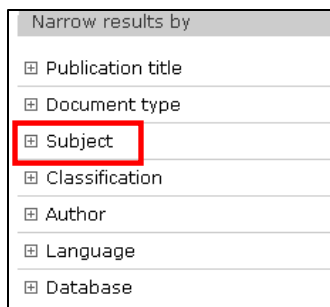 Narrow results by
Publication title
Document type
Subject
Classification
Author
Language
Database